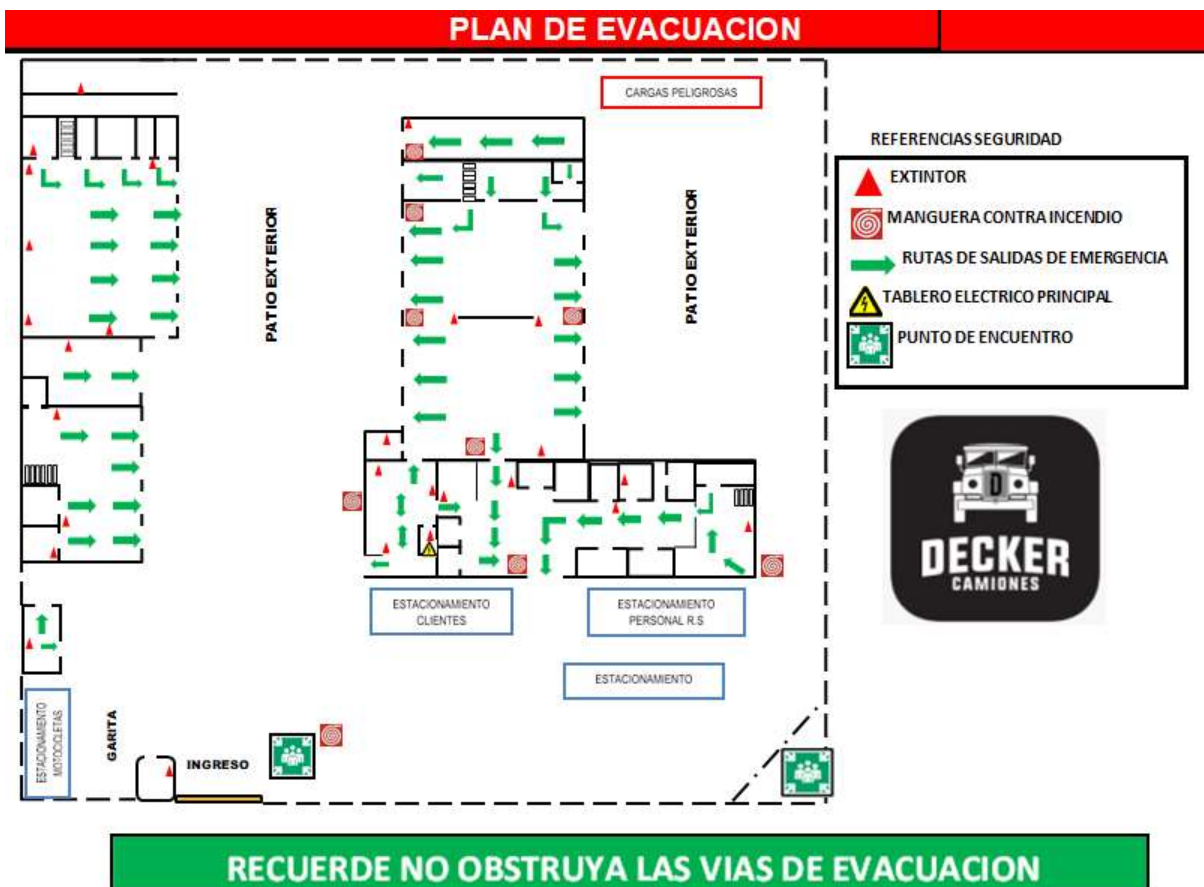 PLAN DE EVACUACION
CARGAS PELIGROSAS
REFERENCIAS SEGURIDAD
EXTINTOR
MANGUERA CONTRA INCENDIO
RUTAS DE SALIDAS DE EMERGENCIA
TABLERO ELECTRICO PRINCIPAL
PUNTO DE ENCUENTRO
PATIO EXTERIOR
PATIO EXTERIOR
D
DECKER
CAMIONES
ESTACIONAMIENTO
CLIENTES
ESTACIONAMIENTO
PERSONAL R.S
ESTACIONAMIENTO
ESTACIONAMIENTO
MOTOCICLETAS
GARITA
INGRESO
RECUERDE NO OBSTRUYA LAS VIAS DE EVACUACION